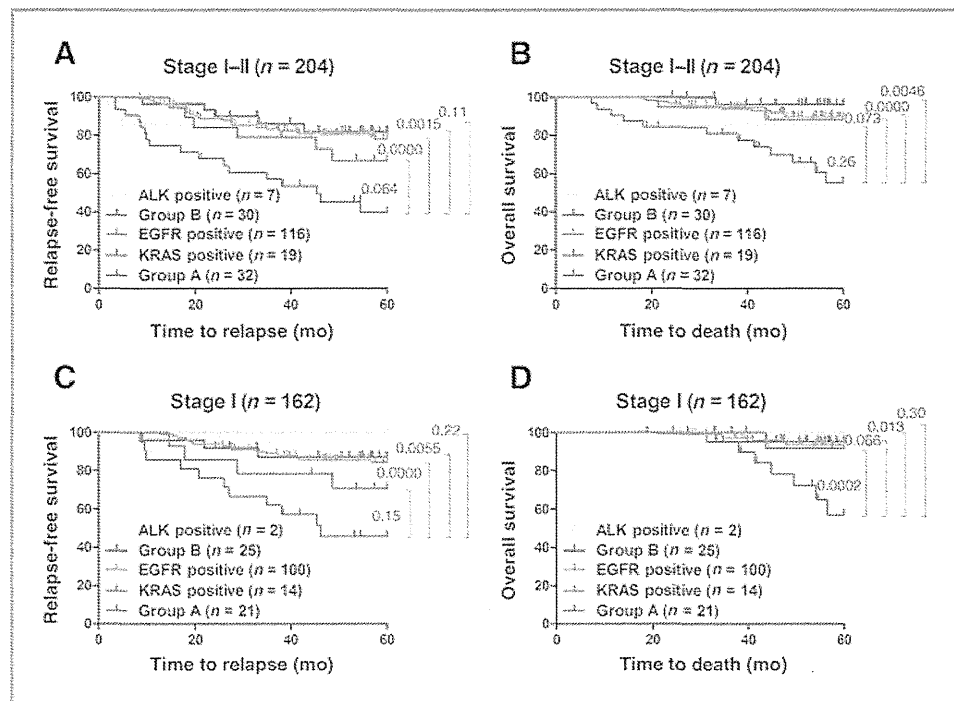 A
Stage I–II (n = 204)
Relapse-free survival
100
80
60
40
20
0
0
20
40
60
Time to relapse (mo)
ALK positive (n = 7)
Group B (n = 30)
EGFR positive (n = 116)
KRAS positive (n = 19)
Group A (n = 32)
0.11
0.0015
0.0000
0.064
B
Stage I–II (n = 204)
Overall survival
100
80
60
40
20
0
0
20
40
60
Time to death (mo)
ALK positive (n = 7)
Group B (n = 30)
EGFR positive (n = 116)
KRAS positive (n = 19)
Group A (n = 32)
0.0046
0.0000
0.073
0.26
C
Stage I (n = 162)
Relapse-free survival
100
80
60
40
20
0
0
20
40
60
Time to relapse (mo)
ALK positive (n = 2)
Group B (n = 25)
EGFR positive (n = 100)
KRAS positive (n = 14)
Group A (n = 21)
0.22
0.0055
0.0000
0.15
D
Stage I (n = 162)
Overall survival
100
80
60
40
20
0
0
20
40
60
Time to death (mo)
ALK positive (n = 2)
Group B (n = 25)
EGFR positive (n = 100)
KRAS positive (n = 14)
Group A (n = 21)
0.30
0.013
0.056
0.0002